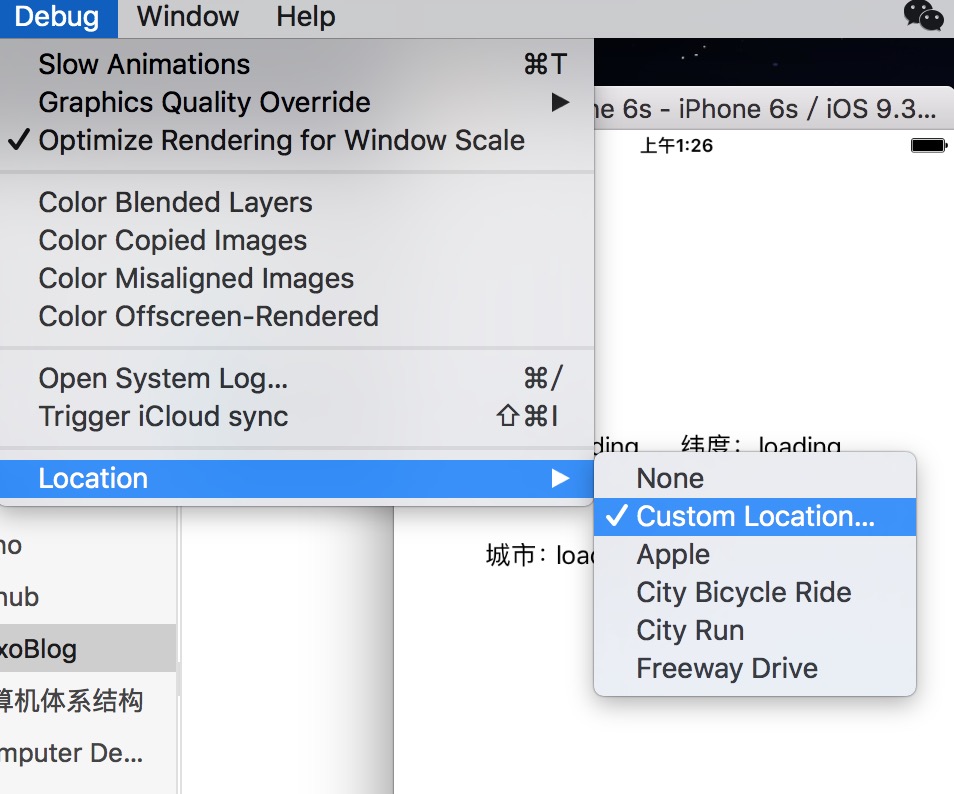 Debug Window Help
Slow Animations ⌘T
Graphics Quality Override ▶
✓ Optimize Rendering for Window Scale
Color Blended Layers
Color Copied Images
Color Misaligned Images
Color Offscreen-Rendered
Open System Log... ⌘/
Trigger iCloud sync ⇧⌘I
Location ▶
None
✓ Custom Location...
Apple
City Bicycle Ride
City Run
Freeway Drive
ne 6s - iPhone 6s / iOS 9.3...
上午1:26
ding 纬度: loading
城市: loa
no
hub
xoBlog
算机体系结构
mputer De...